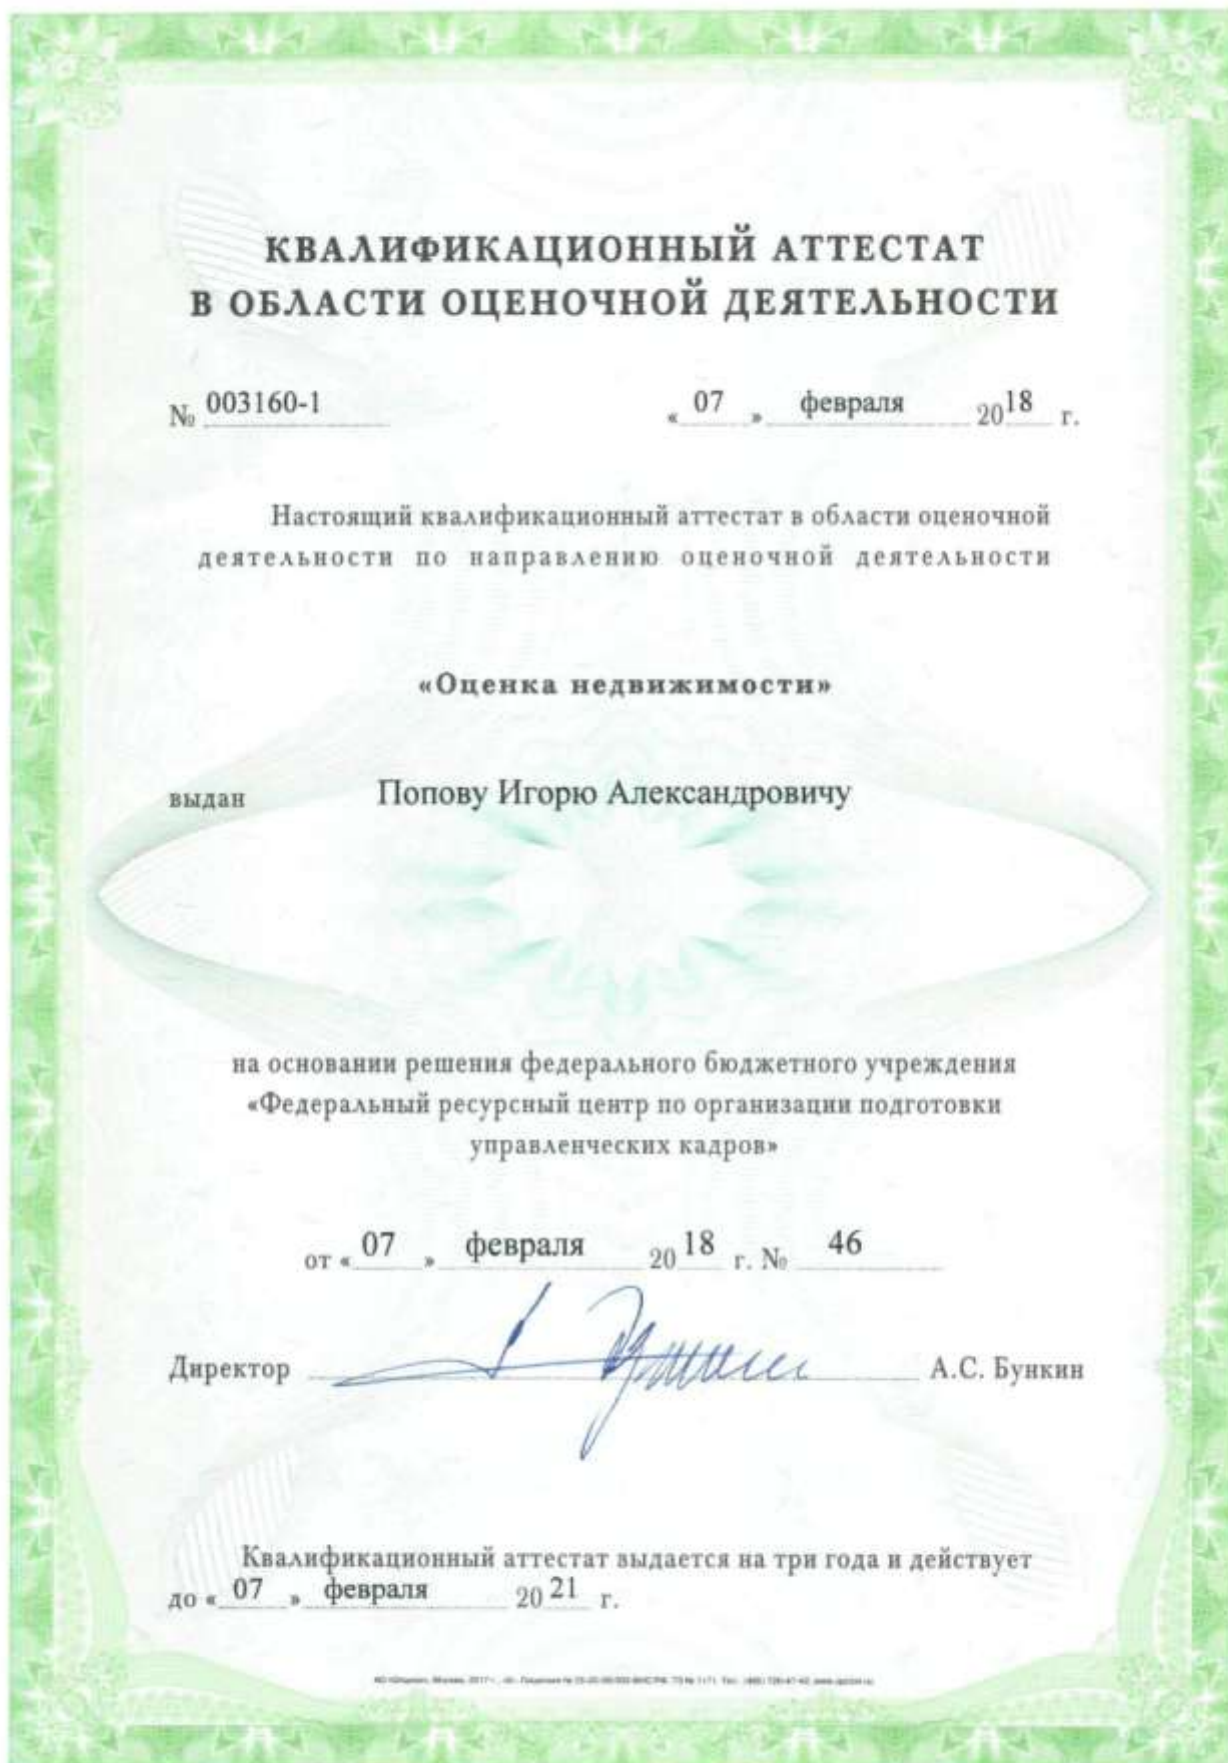 КВАЛИФИКАЦИОННЫЙ АТТЕСТАТ
В ОБЛАСТИ ОЦЕНОЧНОЙ ДЕЯТЕЛЬНОСТИ
№ 003160-1 « 07 » февраля 2018 г.
Настоящий квалификационный аттестат в области оценочной
деятельности по направлению оценочной деятельности
«Оценка недвижимости»
выдан Попову Игорю Александровичу
на основании решения федерального бюджетного учреждения
«Федеральный ресурсный центр по организации подготовки
управленческих кадров»
от « 07 » февраля 2018 г. № 46
Директор А.С. Бункин
Квалификационный аттестат выдается на три года и действует
до « 07 » февраля 2021 г.